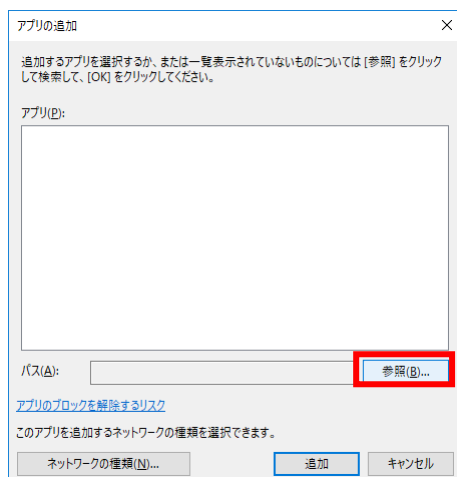 アプリの追加
追加するアプリを選択するか、または一覧表示されていないものについては [参照] をクリック
して検索して、[OK] をクリックしてください。
アプリ(P):
パス(A):
参照(B)...
アプリのブロックを解除するリスク
このアプリを追加するネットワークの種類を選択できます。
ネットワークの種類(N)...
追加
キャンセル